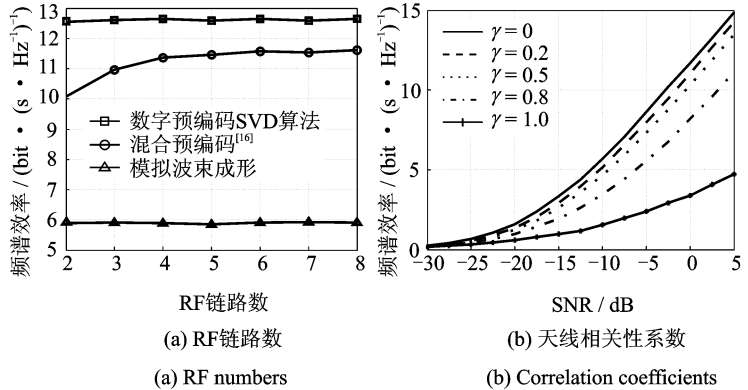 频谱效率 / (bit · (s · Hz⁻¹)⁻¹)
13
12
11
10
9
8
7
6
5
数字预编码SVD算法
混合预编码[16]
模拟波束成形
2 3 4 5 6 7 8
RF链路数
(a) RF链路数
(a) RF numbers
频谱效率 / (bit · (s · Hz⁻¹)⁻¹)
15
10
5
0
γ = 0
γ = 0.2
γ = 0.5
γ = 0.8
γ = 1.0
−30 −25 −20 −15 −10 −5 0 5
SNR / dB
(b) 天线相关性系数
(b) Correlation coefficients